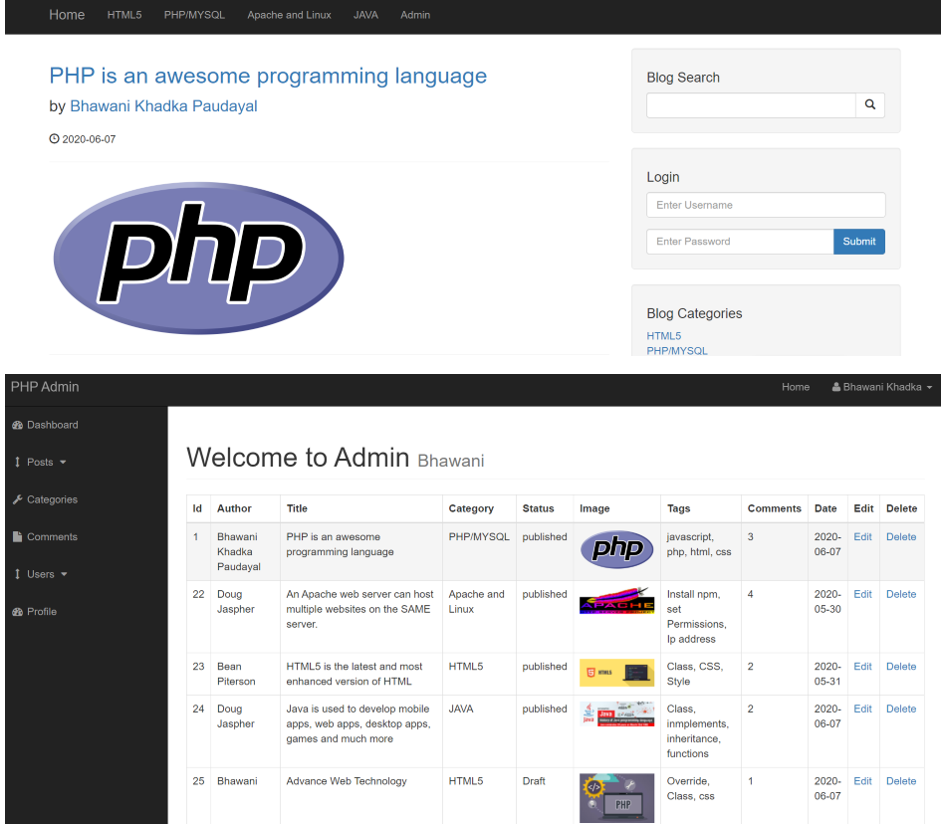 Home HTML5 PHP/MYSQL Apache and Linux JAVA Admin
PHP is an awesome programming language
by Bhawani Khadka Paudayal
2020-06-07
php
Blog Search
Login
Enter Username
Enter Password Submit
Blog Categories
HTML5
PHP/MYSQL
PHP Admin Home Bhawani Khadka
Dashboard
Posts
Categories
Comments
Users
Profile
Welcome to Admin Bhawani
Id Author Title Category Status Image Tags Comments Date Edit Delete
1 Bhawani PHP is an awesome PHP/MYSQL published php javascript, 3 2020- Edit Delete
Khadka programming language php, html, css 06-07
Paudayal
22 Doug An Apache web server can host Apache and published APACHE Install npm, 4 2020- Edit Delete
Jaspher multiple websites on the SAME Linux set 05-30
server. Permissions,
Ip address
23 Bean HTML5 is the latest and most HTML5 published HTML5 Class, CSS, 2 2020- Edit Delete
Piterson enhanced version of HTML Style 05-31
24 Doug Java is used to develop mobile JAVA published Java Class, 2 2020- Edit Delete
Jaspher apps, web apps, desktop apps, inmplements, 06-07
games and much more inheritance,
functions
25 Bhawani Advance Web Technology HTML5 Draft PHP Override, 1 2020- Edit Delete
Class, css 06-07